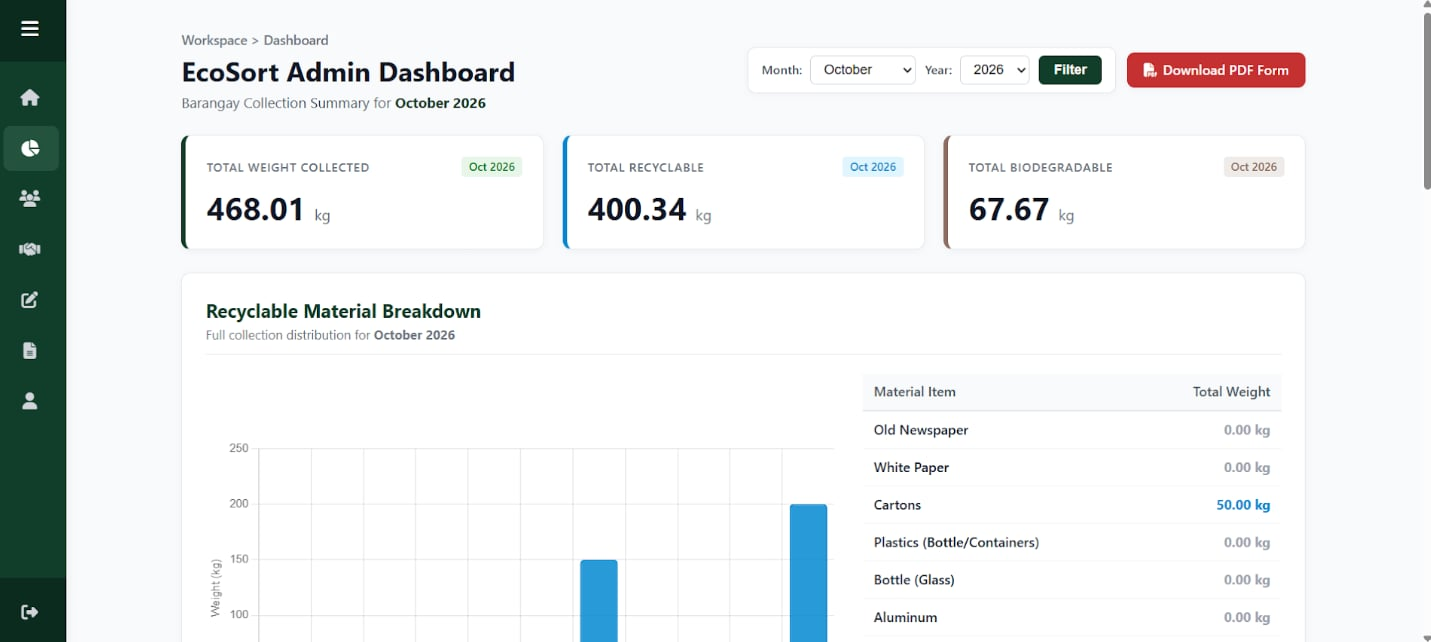 Workspace > Dashboard
EcoSort Admin Dashboard
Barangay Collection Summary for October 2026
Month: October Year: 2026 Filter
Download PDF Form
TOTAL WEIGHT COLLECTED Oct 2026
468.01 kg
TOTAL RECYCLABLE Oct 2026
400.34 kg
TOTAL BIODEGRADABLE Oct 2026
67.67 kg
Recyclable Material Breakdown
Full collection distribution for October 2026
250
200
150
100
Weight (kg)
Material Item Total Weight
Old Newspaper 0.00 kg
White Paper 0.00 kg
Cartons 50.00 kg
Plastics (Bottle/Containers) 0.00 kg
Bottle (Glass) 0.00 kg
Aluminum 0.00 kg